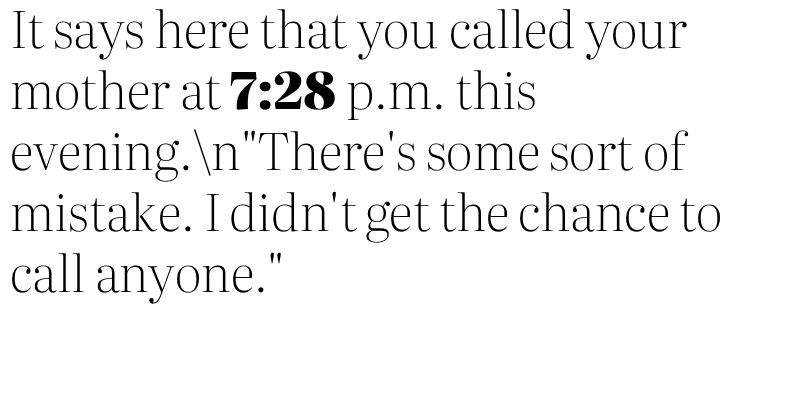 It says here that you called your
mother at 7:28 p.m. this
evening.\n"There's some sort of
mistake. I didn't get the chance to
call anyone."